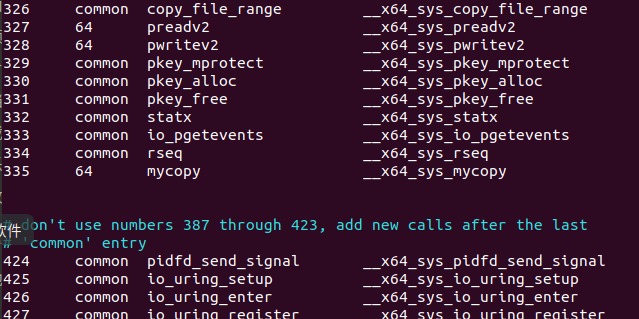 326 common copy_file_range __x64_sys_copy_file_range
327 64 preadv2 __x64_sys_preadv2
328 64 pwritev2 __x64_sys_pwritev2
329 common pkey_mprotect __x64_sys_pkey_mprotect
330 common pkey_alloc __x64_sys_pkey_alloc
331 common pkey_free __x64_sys_pkey_free
332 common statx __x64_sys_statx
333 common io_pgetevents __x64_sys_io_pgetevents
334 common rseq __x64_sys_rseq
335 64 mycopy __x64_sys_mycopy
软件
# don't use numbers 387 through 423, add new calls after the last
# 'common' entry
424 common pidfd_send_signal __x64_sys_pidfd_send_signal
425 common io_uring_setup __x64_sys_io_uring_setup
426 common io_uring_enter __x64_sys_io_uring_enter
427 common io_uring_register __x64_sys_io_uring_register